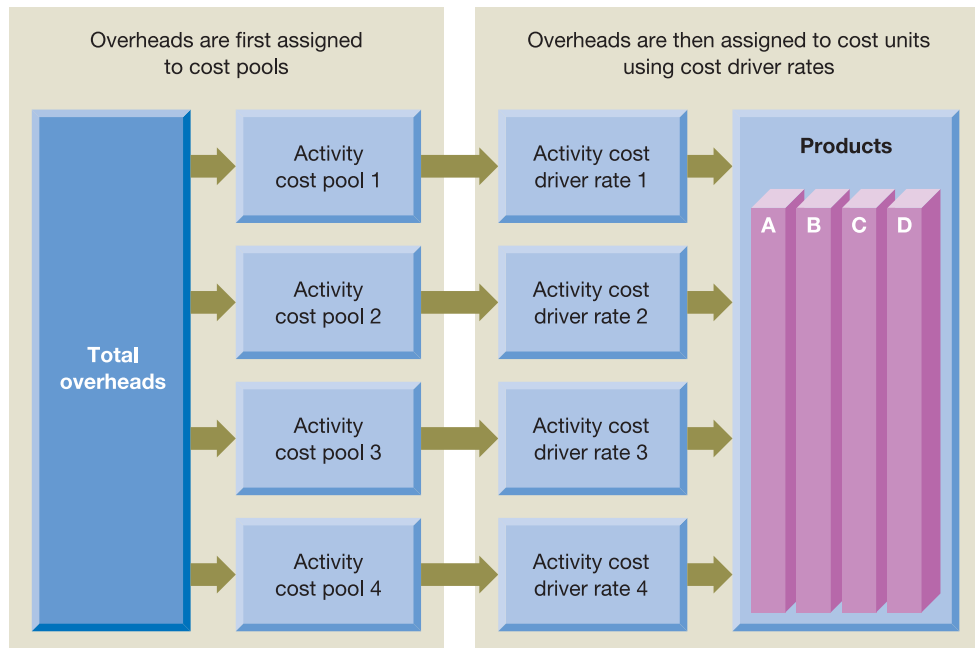 Overheads are first assigned
to cost pools
Overheads are then assigned to cost units
using cost driver rates
Total
overheads
Activity
cost pool 1
Activity cost
driver rate 1
Activity
cost pool 2
Activity cost
driver rate 2
Activity
cost pool 3
Activity cost
driver rate 3
Activity
cost pool 4
Activity cost
driver rate 4
Products
A B C D